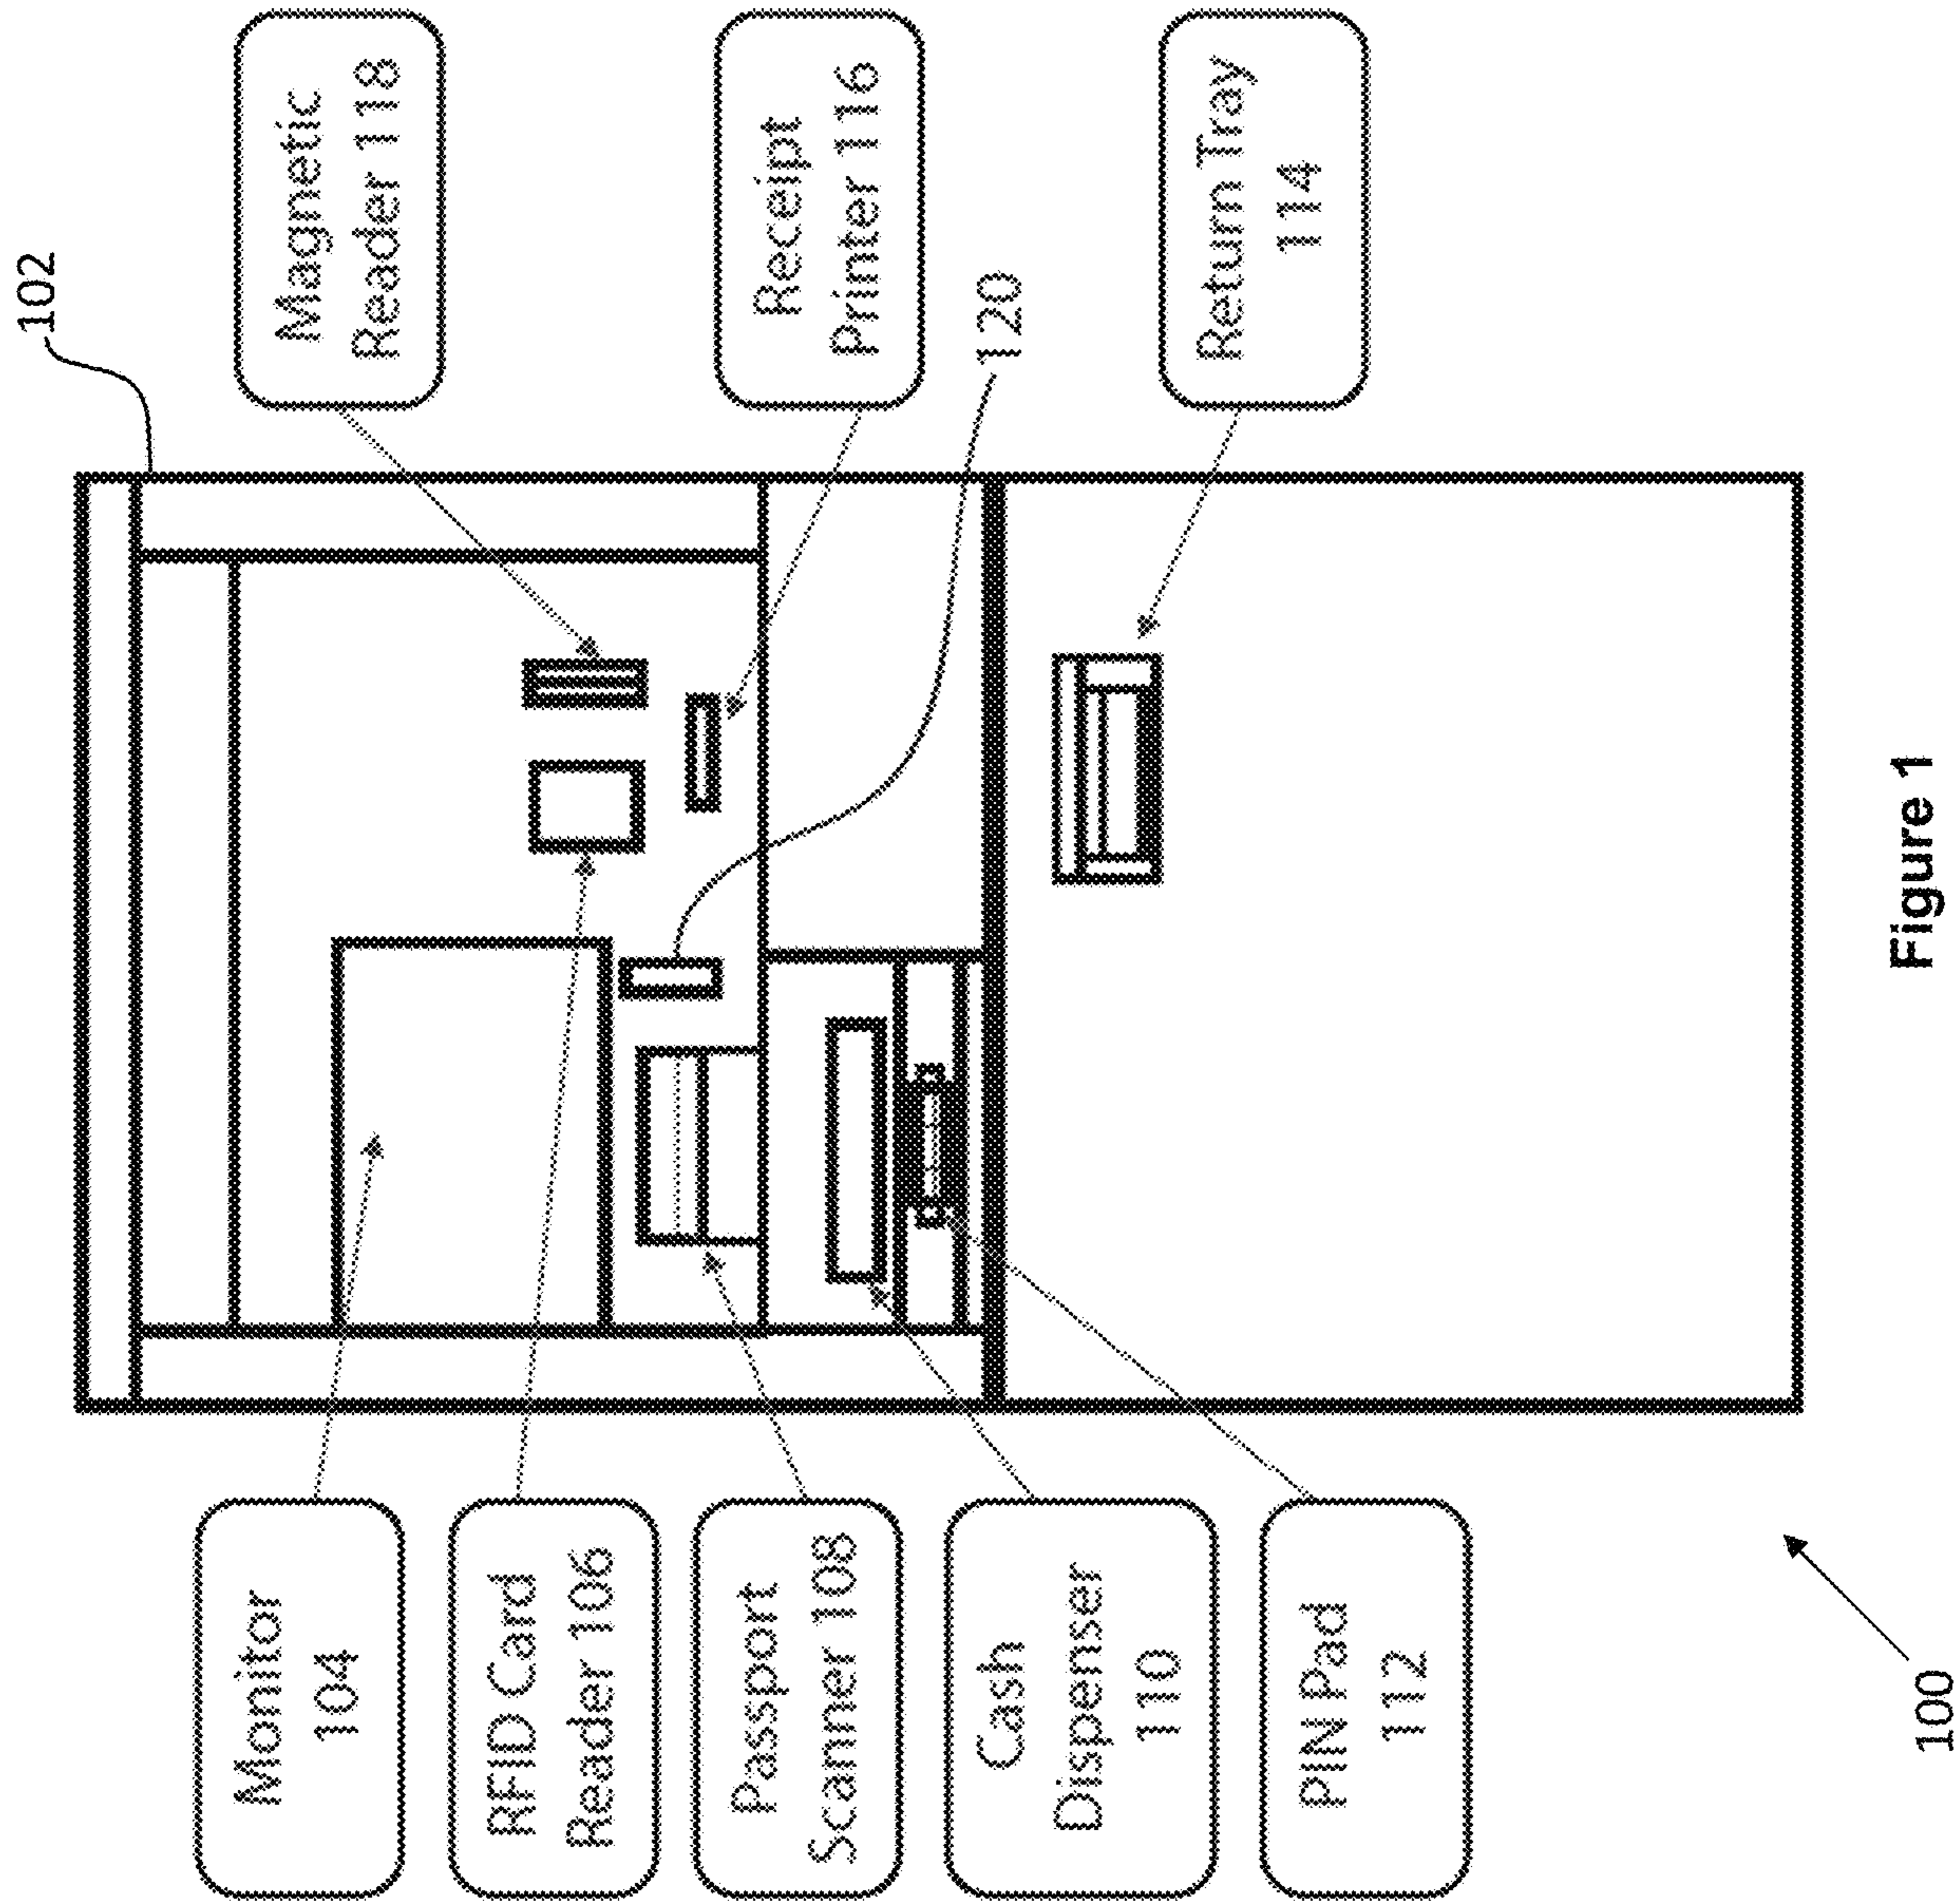 102
Monitor
104
RFID Card
Reader 106
Passport
Scanner 108
Cash
Dispenser
110
PIN Pad
112
Magnetic
Reader 118
Receipt
Printer 116
120
Return Tray
114
100
Figure 1